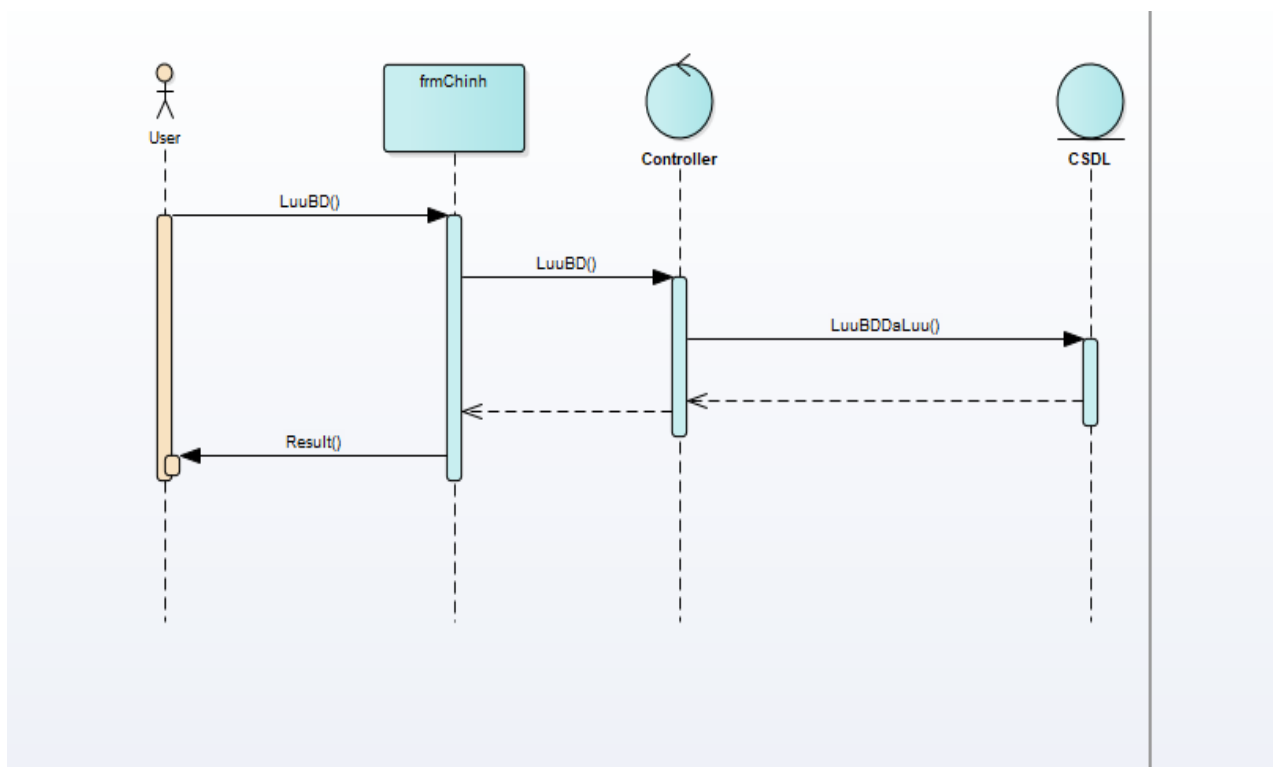 frmChinh
User
Controller
CSDL
LuuBD()
LuuBD()
LuuBDDaLuu()
Result()